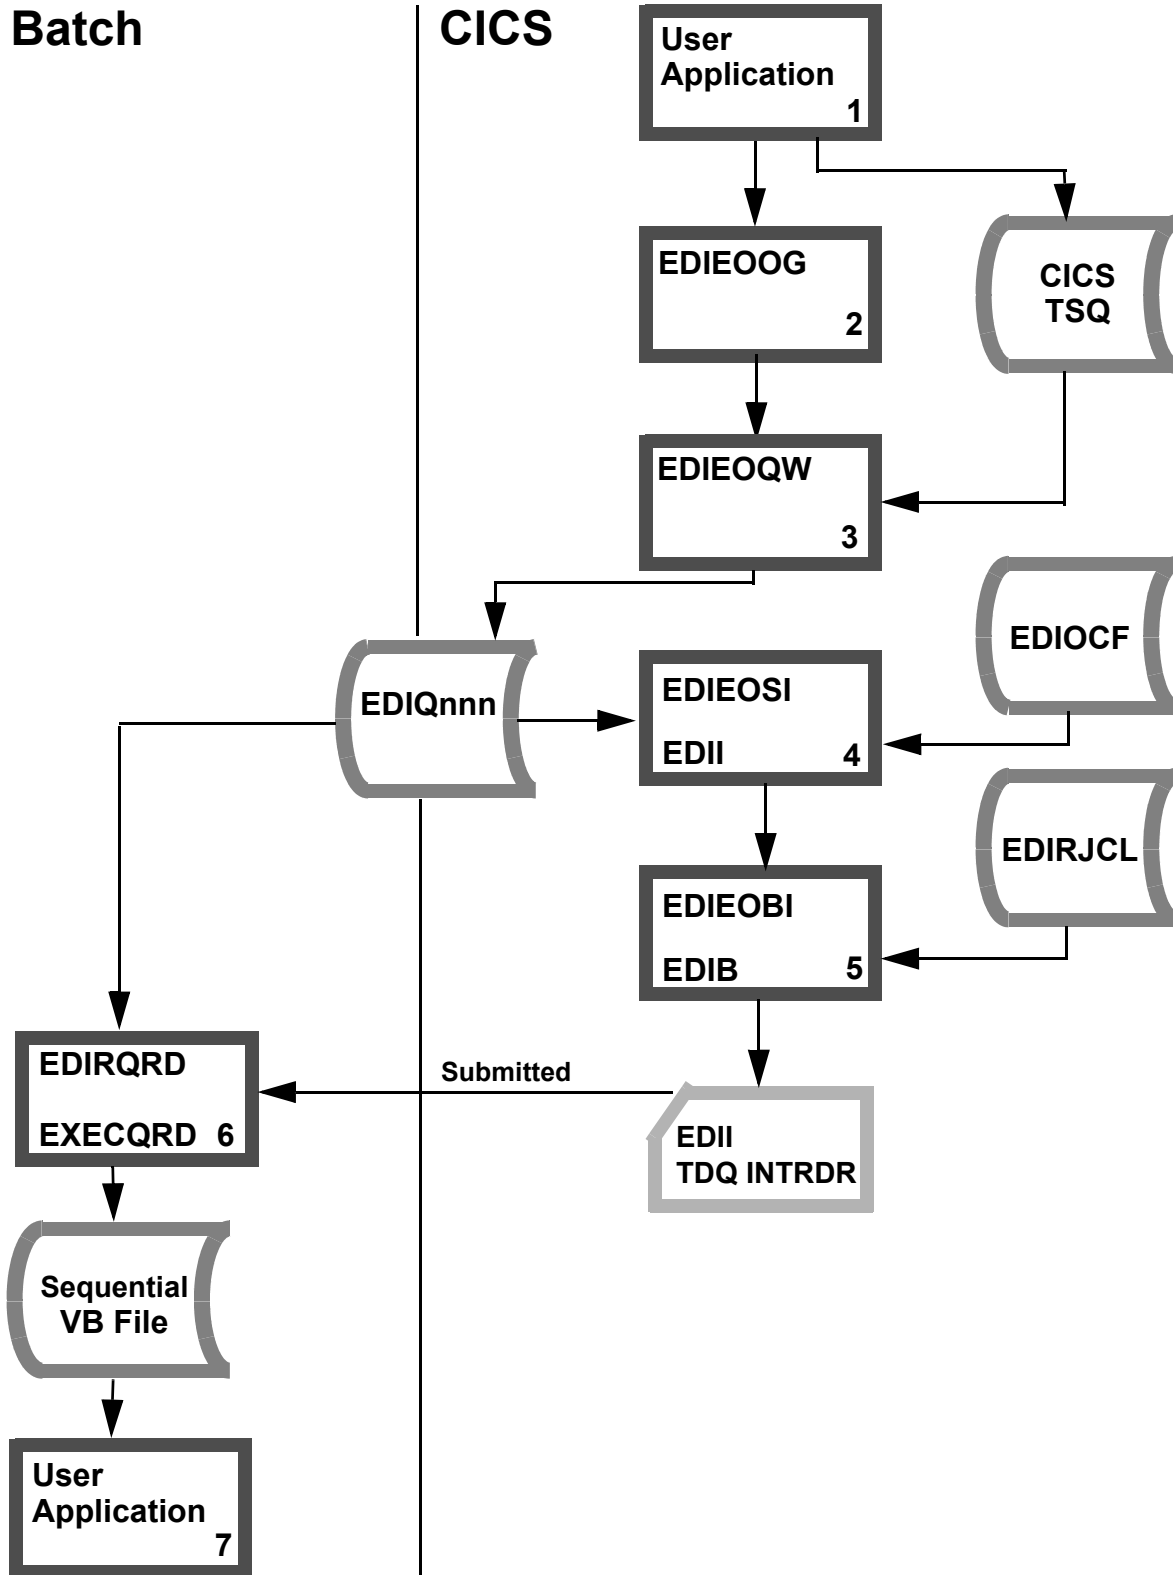 Batch
CICS
User
Application
1
EDIEOOG
2
CICS
TSQ
EDIEOQW
3
EDIOCF
EDIQnnn
EDIEOSI
EDII
4
EDIRJCL
EDIEOBI
EDIB
5
EDIRQRD
EXECQRD 6
Submitted
EDII
TDQ INTRDR
Sequential
VB File
User
Application
7